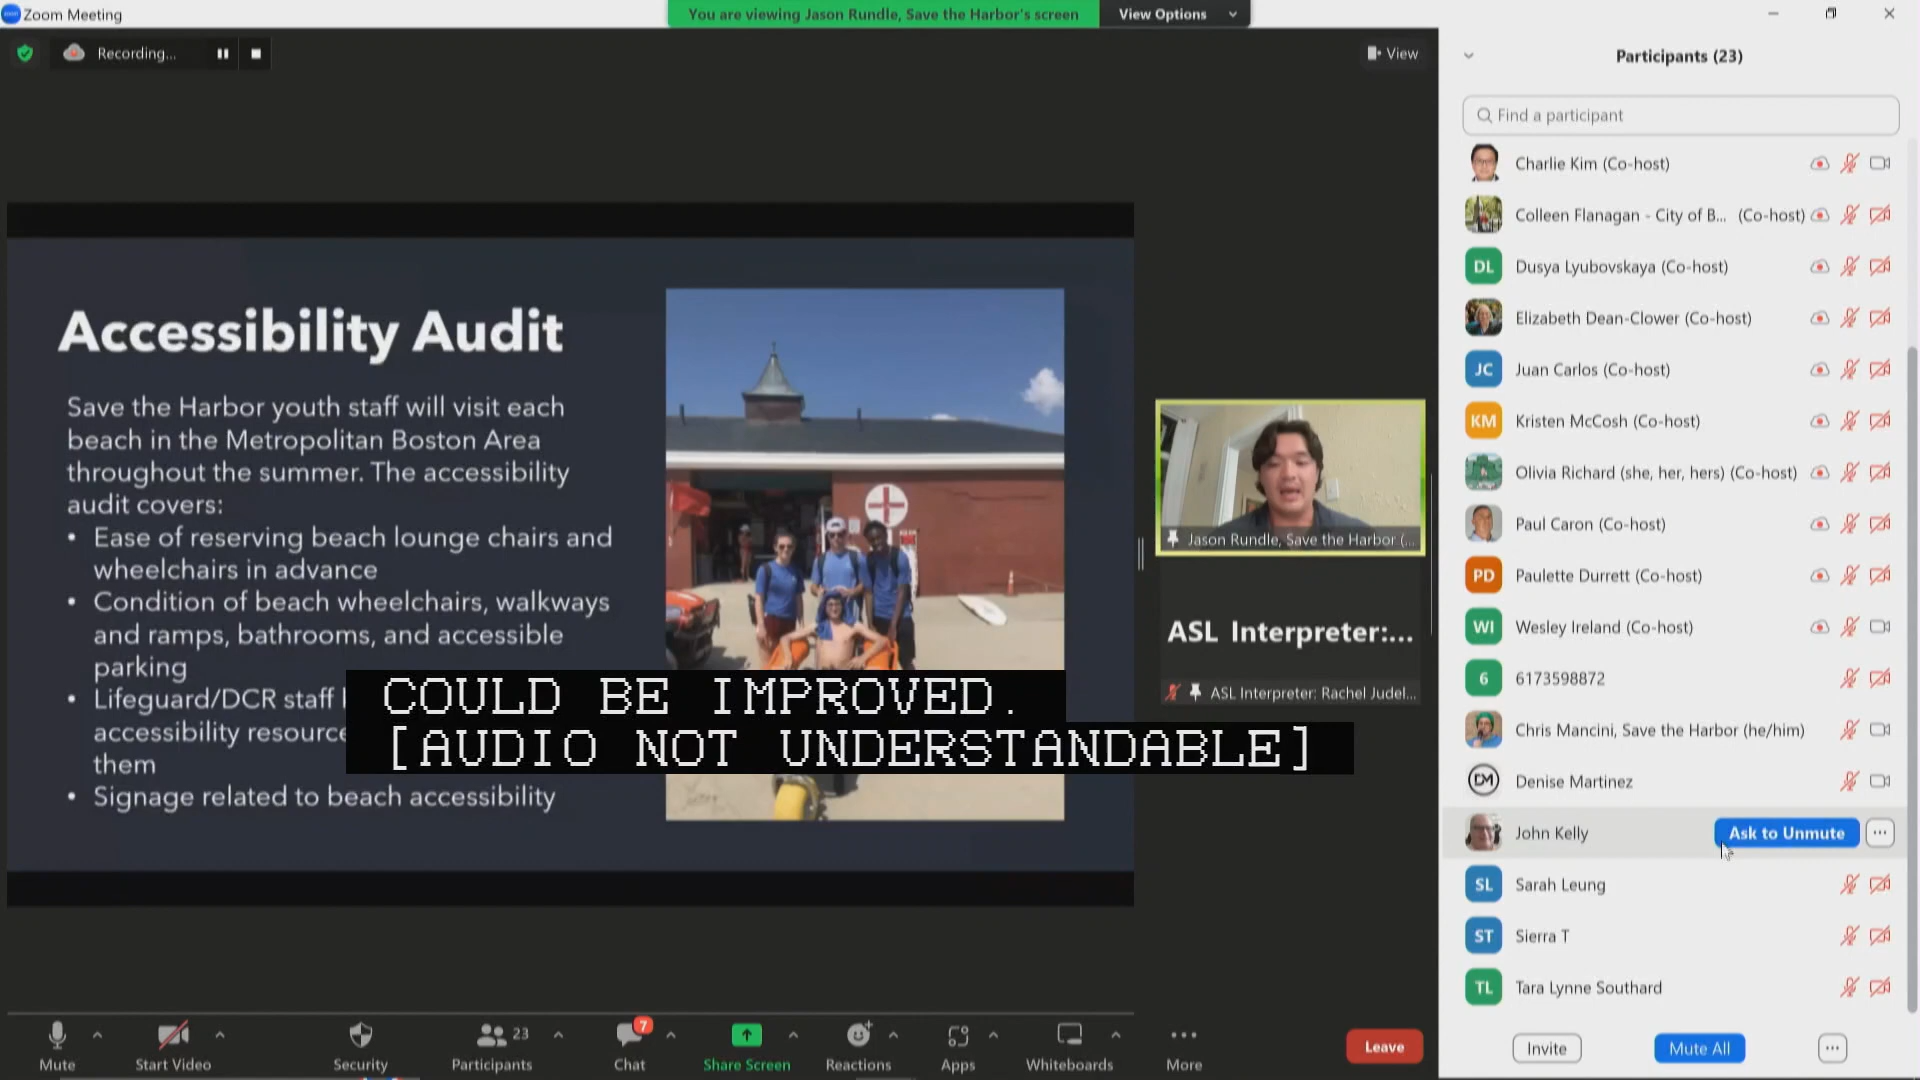 Zoom Meeting
You are viewing Jason Rundle, Save the Harbor's screen
View Options
Recording...
View
Accessibility Audit
Save the Harbor youth staff will visit each
beach in the Metropolitan Boston Area
throughout the summer. The accessibility
audit covers:
• Ease of reserving beach lounge chairs and
wheelchairs in advance
• Condition of beach wheelchairs, walkways
and ramps, bathrooms, and accessible
parking
• Lifeguard/DCR staff
accessibility
them
• Signage related to beach accessibility
COULD BE IMPROVED.
[AUDIO NOT UNDERSTANDABLE]
Jason Rundle, Save the Harbor (...
ASL Interpreter:...
ASL Interpreter: Rachel Judel...
Participants (23)
Find a participant
Charlie Kim (Co-host)
Colleen Flanagan - City of B... (Co-host)
DL Dusya Lyubovskaya (Co-host)
Elizabeth Dean-Clower (Co-host)
JC Juan Carlos (Co-host)
KM Kristen McCosh (Co-host)
Olivia Richard (she, her, hers) (Co-host)
Paul Caron (Co-host)
PD Paulette Durrett (Co-host)
WI Wesley Ireland (Co-host)
6 6173598872
Chris Mancini, Save the Harbor (he/him)
DM Denise Martinez
John Kelly Ask to Unmute ...
SL Sarah Leung
ST Sierra T
TL Tara Lynne Southard
Invite Mute All ...
Mute
Start Video
Security
Participants 23
Chat 7
Share Screen
Reactions
Apps
Whiteboards
More
Leave